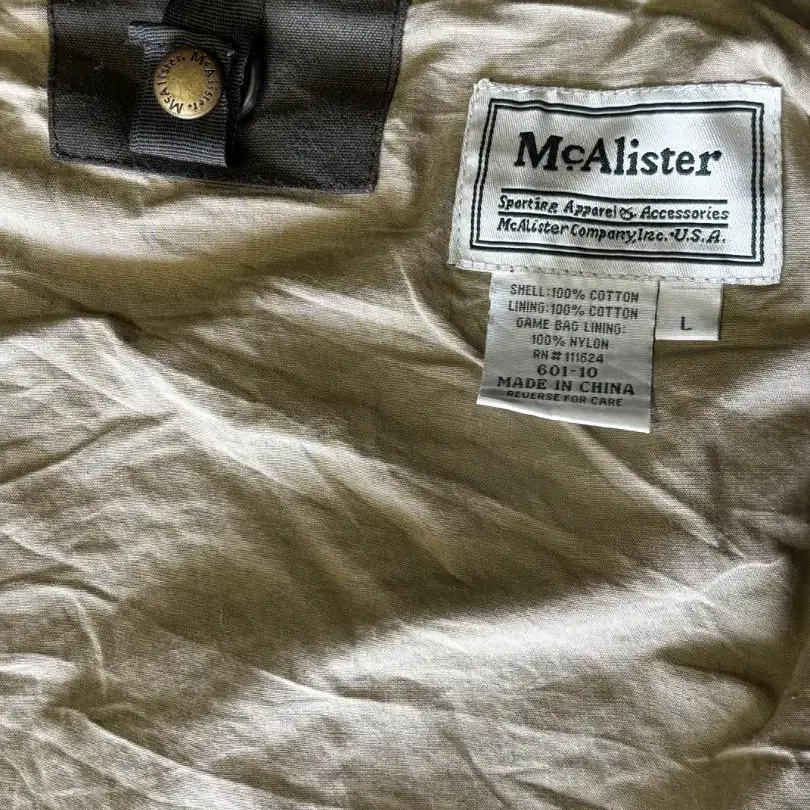 McAlister. McAlister.
McAlister
Sporting Apparel & Accessories
McAlister Company, Inc. • U.S.A.
SHELL: 100% COTTON
LINING: 100% COTTON
GAME BAG LINING:
100% NYLON
RN # 111624
601-10
MADE IN CHINA
REVERSE FOR CARE
L